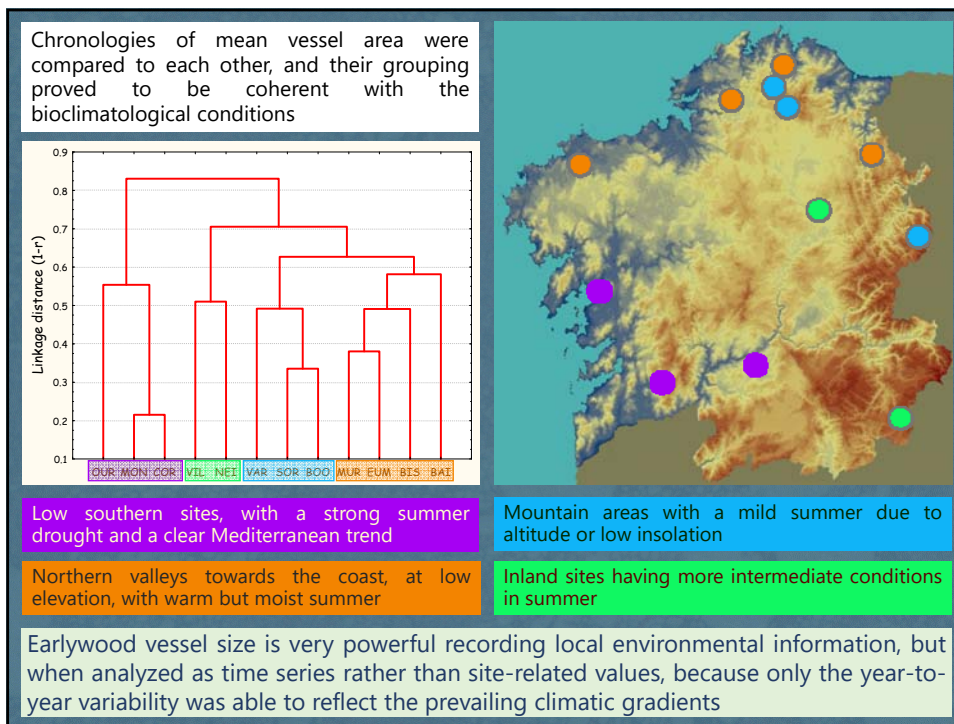 Chronologies of mean vessel area were
compared to each other, and their grouping
proved to be coherent with the
bioclimatological conditions
Linkage distance (1-r)
0.9
0.8
0.7
0.6
0.5
0.4
0.3
0.2
0.1
OUR MON COR VIL NEI VAR SOR BOO MUR EUM BIS BAI
Low southern sites, with a strong summer
drought and a clear Mediterranean trend
Mountain areas with a mild summer due to
altitude or low insolation
Northern valleys towards the coast, at low
elevation, with warm but moist summer
Inland sites having more intermediate conditions
in summer
Earlywood vessel size is very powerful recording local environmental information, but
when analyzed as time series rather than site-related values, because only the year-to-
year variability was able to reflect the prevailing climatic gradients